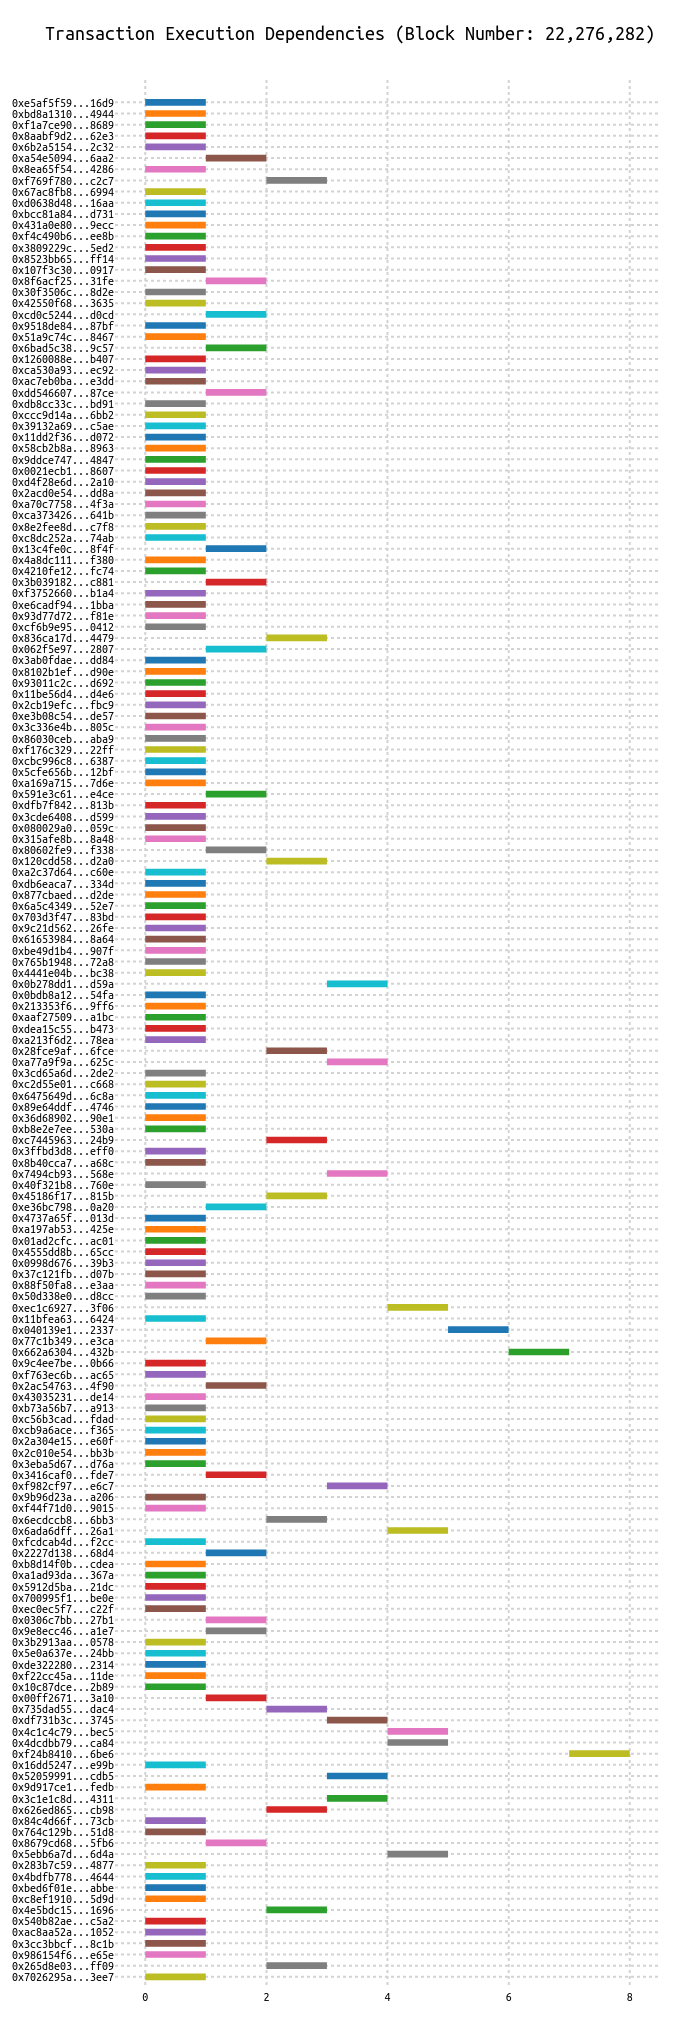 Transaction Execution Dependencies (Block Number: 22,276,282)
0xe5af5f59...16d9
0xbd8a1310...4944
0xf1a7ce90...8689
0x8aabf9d2...62e3
0x6b2a5154...2c32
0xa54e5094...6aa2
0x8ea65f54...4286
0xf769f780...c2c7
0x67ac8fb8...6994
0xd0638d48...16aa
0xbcc81a84...d731
0x431a0e80...9ecc
0xf4c490b6...ee8b
0x3809229c...5ed2
0x8523bb65...ff14
0x107f3c30...0917
0x8f6acf25...31fe
0x30f3506c...8d2e
0x42550f68...3635
0xcd0c5244...d0cd
0x9518de84...87bf
0x51a9c74c...8467
0x6bad5c38...9c57
0x1260088e...b407
0xca530a93...ec92
0xac7eb0ba...e3dd
0xdd546607...87ce
0xdb8cc33c...bd91
0xccc9d14a...6bb2
0x39132a69...c5ae
0x11dd2f36...d072
0x58cb2b8a...8963
0x9ddce747...4847
0x0021ecb1...8607
0xd4f28e6d...2a10
0x2acd0e54...dd8a
0xa70c7758...4f3a
0xca373426...641b
0x8e2fee8d...c7f8
0xc8dc252a...74ab
0x13c4fe0c...8f4f
0x4a8dc111...f380
0x4210fe12...fc74
0x3b039182...c881
0xf3752660...b1a4
0xe6cadf94...1bba
0x93d77d72...f81e
0xcf6b9e95...0412
0x836ca17d...4479
0x062f5e97...2807
0x3ab0fdae...dd84
0x8102b1ef...d90e
0x93011c2c...d692
0x11be56d4...d4e6
0x2cb19efc...fbc9
0xe3b08c54...de57
0x3c336e4b...805c
0x86030ceb...aba9
0xf176c329...22ff
0xcbc996c8...6387
0x5cfe656b...12bf
0xa169a715...7d6e
0x591e3c61...e4ce
0xdfb7f842...813b
0x3cde6408...d599
0x080029a0...059c
0x315afe8b...8a48
0x80602fe9...f338
0x120cdd58...d2a0
0xa2c37d64...c60e
0xdb6eaca7...334d
0x877cbaed...d2de
0x6a5c4349...52e7
0x703d3f47...83bd
0x9c21d562...26fe
0x61653984...8a64
0xbe49d1b4...907f
0x765b1948...72a8
0x4441e04b...bc38
0x0b278dd1...d59a
0x0bdb8a12...54fa
0x213353f6...9ff6
0xaaf27509...a1bc
0xdea15c55...b473
0xa213f6d2...78ea
0x28fce9af...6fce
0xa77a9f9a...625c
0x3cd65a6d...2de2
0xc2d55e01...c668
0x6475649d...6c8a
0x89e64ddf...4746
0x36d68902...90e1
0xb8e2e7ee...530a
0xc7445963...24b9
0x3ffbd3d8...eff0
0x8b40cca7...a68c
0x7494cb93...568e
0x40f321b8...760e
0x45186f17...815b
0xe36bc798...0a20
0x4737a65f...013d
0xa197ab53...425e
0x01ad2cfc...ac01
0x4555dd8b...65cc
0x0998d676...39b3
0x37c121fb...d07b
0x88f50fa8...e3aa
0x50d338e0...d8cc
0xec1c6927...3f06
0x11bfea63...6424
0x040139e1...2337
0x77c1b349...e3ca
0x662a6304...432b
0x9c4ee7be...0b66
0xf763ec6b...ac65
0x2ac54763...4f90
0x43035231...de14
0xb73a56b7...a913
0xc56b3cad...fdad
0xcb9a6ace...f365
0x2a304e15...e60f
0x2c010e54...bb3b
0x3eba5d67...d76a
0x3416caf0...fde7
0xf982cf97...e6c7
0x9b96d23a...a206
0xf44f71d0...9015
0x6ecdccb8...6bb3
0x6ada6dff...26a1
0xfcdcab4d...f2cc
0x2227d138...68d4
0xb8d14f0b...cdea
0xa1ad93da...367a
0x5912d5ba...21dc
0x700995f1...be0e
0xec0ec5f7...c22f
0x0306c7bb...27b1
0x9e8ecc46...a1e7
0x3b2913aa...0578
0x5e0a637e...24bb
0xde322280...2314
0xf22cc45a...11de
0x10c87dce...2b89
0x00ff2671...3a10
0x735dad55...dac4
0xdf731b3c...3745
0x4c1c4c79...bec5
0x4dcdbb79...ca84
0xf24b8410...6be6
0x16dd5247...e99b
0x52059991...cdb5
0x9d917ce1...fedb
0x3c1e1c8d...4311
0x626ed865...cb98
0x84c4d66f...73cb
0x764c129b...51d8
0x8679cd68...5fb6
0x5ebb6a7d...6d4a
0x283b7c59...4877
0x4bdfb778...4644
0xbed6f01e...abbe
0xc8ef1910...5d9d
0x4e5bdc15...1696
0x540b82ae...c5a2
0xac8aa52a...1052
0x3cc3bbcf...8c1b
0x986154f6...e65e
0x265d8e03...ff09
0x7026295a...3ee7
0 2 4 6 8